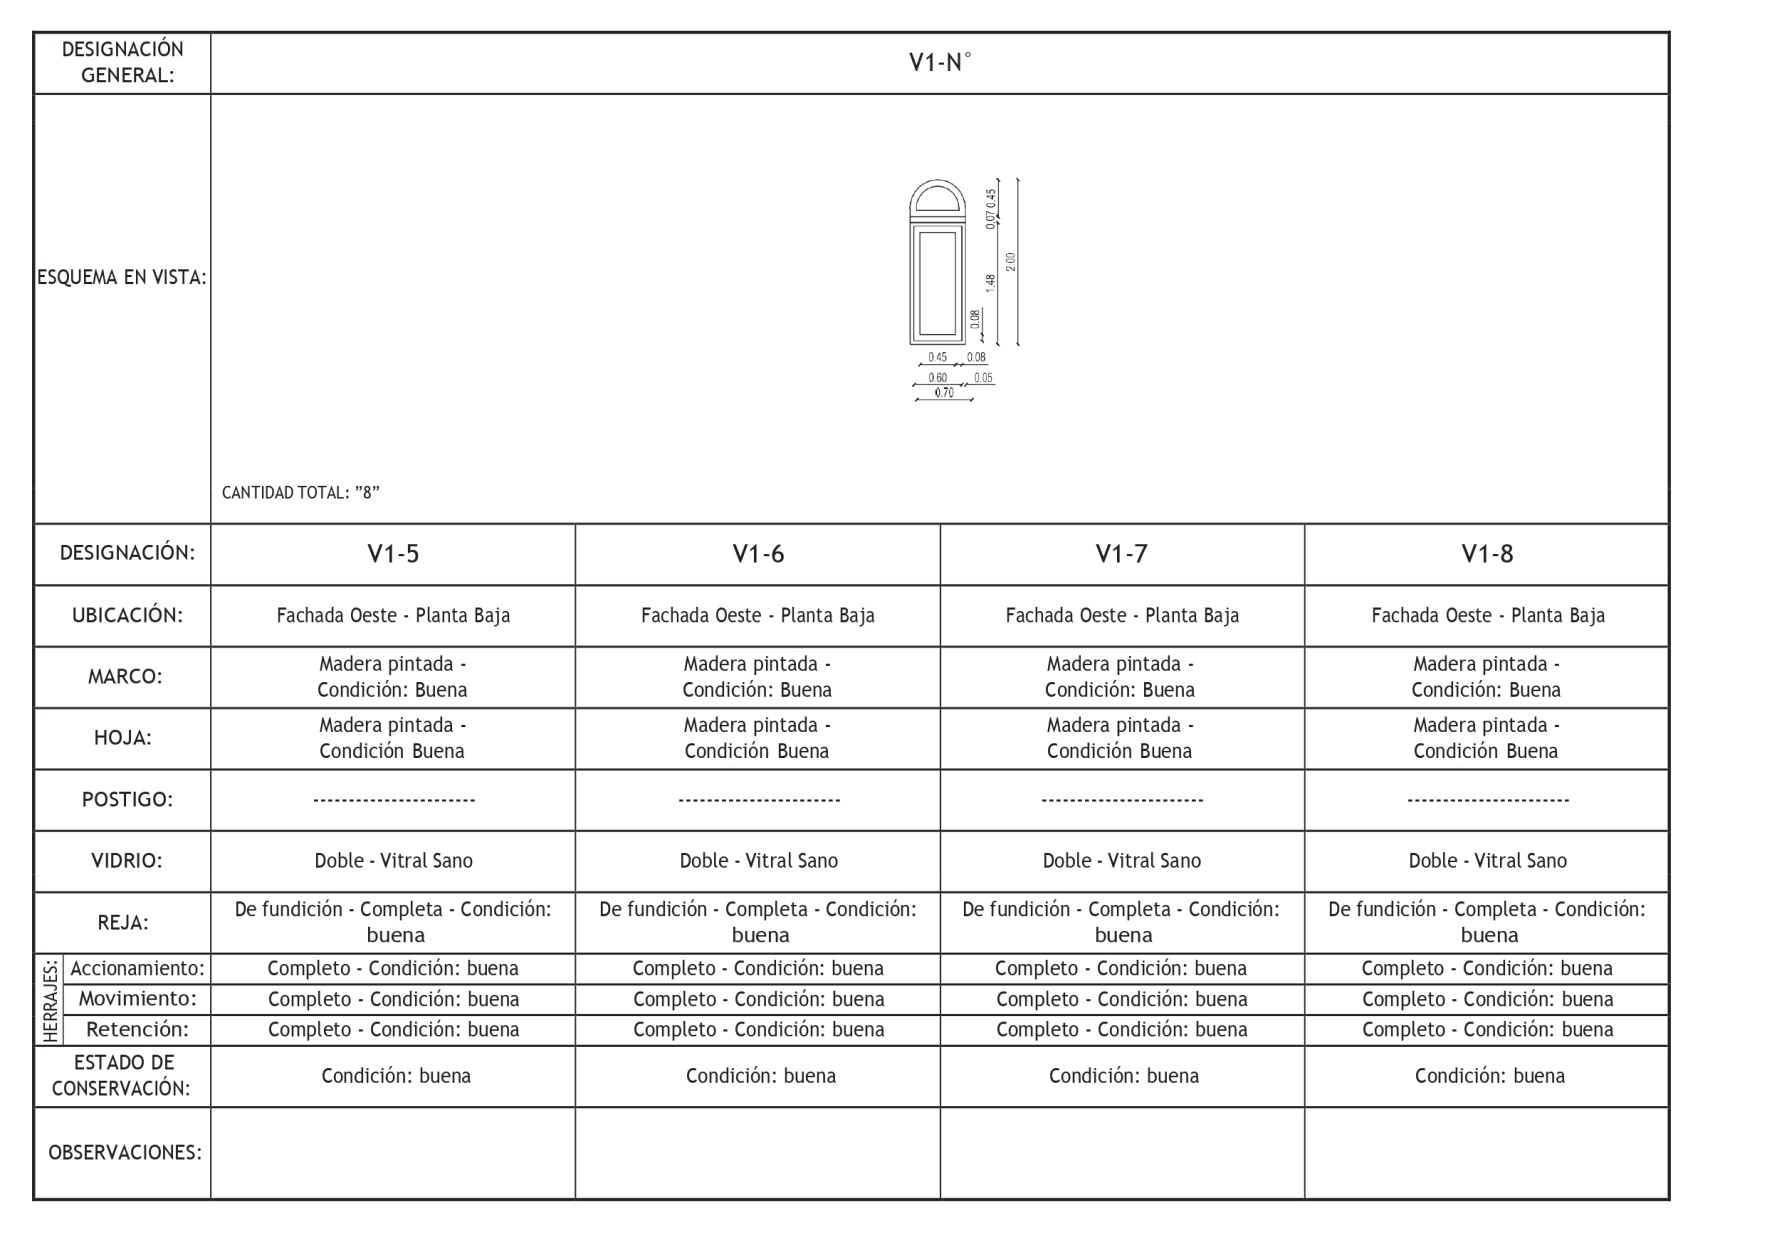 DESIGNACIÓN
GENERAL:
V1-N°
ESQUEMA EN VISTA:
0.07 0.45
2.00
1.48
0.08
0.45 0.08
0.60 0.05
0.70
CANTIDAD TOTAL: ”8”
DESIGNACIÓN: V1-5 V1-6 V1-7 V1-8
UBICACIÓN: Fachada Oeste - Planta Baja Fachada Oeste - Planta Baja Fachada Oeste - Planta Baja Fachada Oeste - Planta Baja
MARCO:
Madera pintada - Madera pintada - Madera pintada - Madera pintada -
Condición: Buena Condición: Buena Condición: Buena Condición: Buena
HOJA:
Madera pintada - Madera pintada - Madera pintada - Madera pintada -
Condición Buena Condición Buena Condición Buena Condición Buena
POSTIGO: ----------------------- ----------------------- ----------------------- -----------------------
VIDRIO: Doble - Vitral Sano Doble - Vitral Sano Doble - Vitral Sano Doble - Vitral Sano
REJA:
De fundición - Completa - Condición: De fundición - Completa - Condición: De fundición - Completa - Condición: De fundición - Completa - Condición:
buena buena buena buena
HERRAJES:
Accionamiento: Completo - Condición: buena Completo - Condición: buena Completo - Condición: buena Completo - Condición: buena
Movimiento: Completo - Condición: buena Completo - Condición: buena Completo - Condición: buena Completo - Condición: buena
Retención: Completo - Condición: buena Completo - Condición: buena Completo - Condición: buena Completo - Condición: buena
ESTADO DE
CONSERVACIÓN:
Condición: buena Condición: buena Condición: buena Condición: buena
OBSERVACIONES: